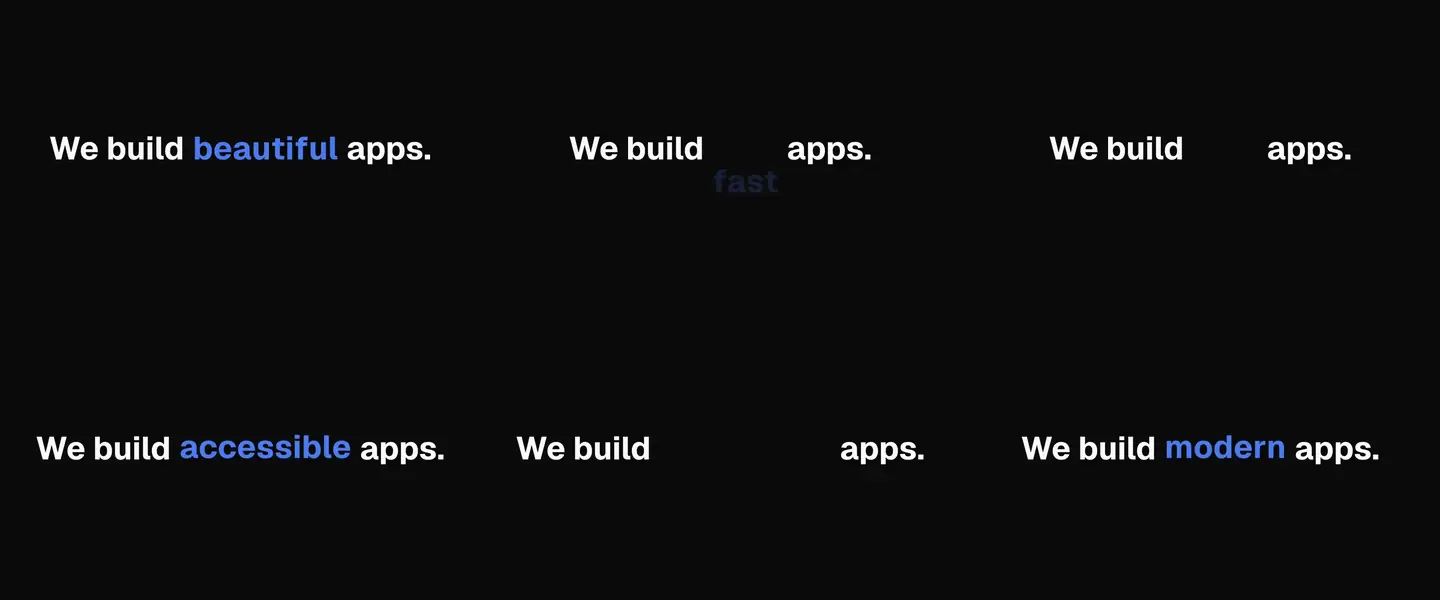 We build beautiful apps.
We build fast apps.
We build apps.
We build accessible apps.
We build apps.
We build modern apps.